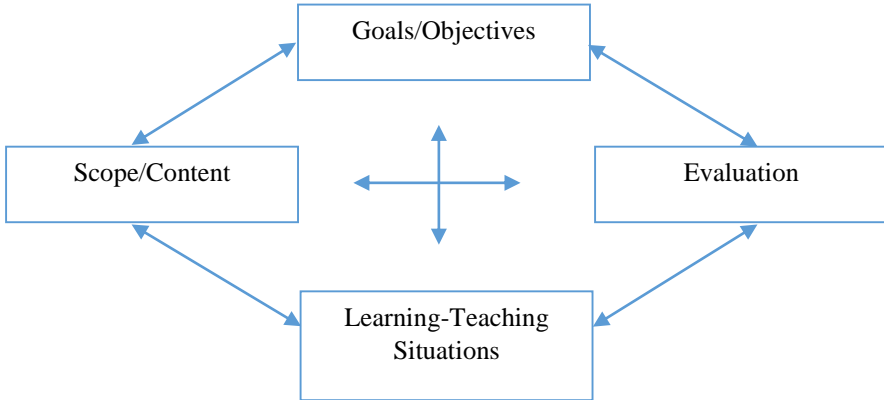 Goals/Objectives
Scope/Content
Evaluation
Learning-Teaching
Situations